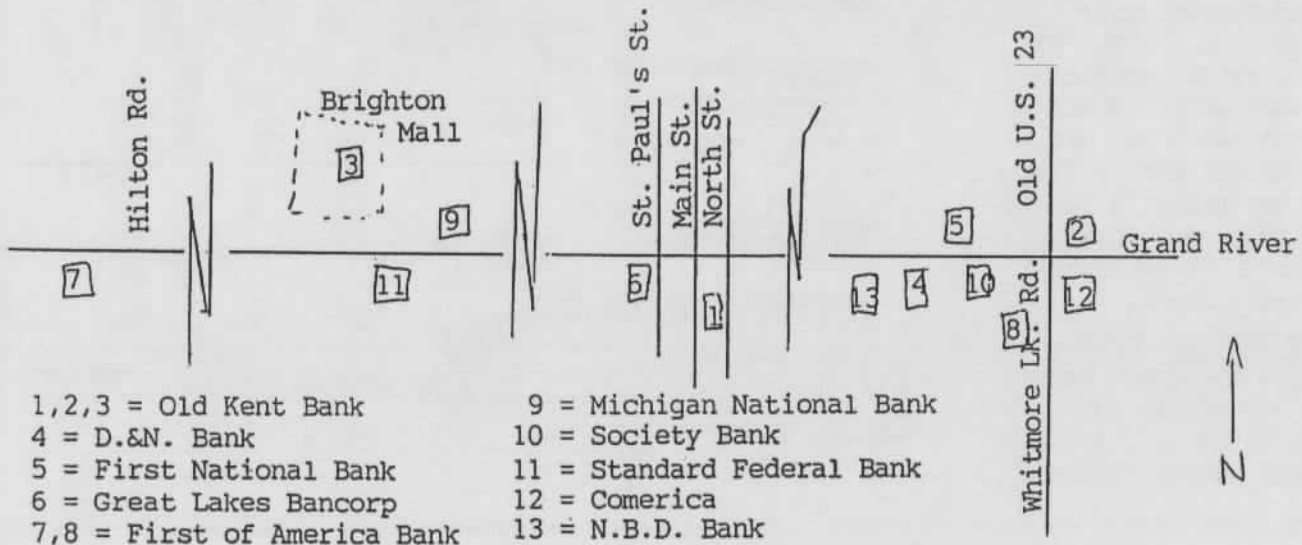 Hilton Rd.
Brighton
Mall
St. Paul's St.
Main St.
North St.
Old U.S. 23
Whitmore Lk. Rd.
Grand River
3
9
5
2
7
11
6
1
13
4
10
12
8
N
1,2,3 = Old Kent Bank
4 = D.&N. Bank
5 = First National Bank
6 = Great Lakes Bancorp
7,8 = First of America Bank
9 = Michigan National Bank
10 = Society Bank
11 = Standard Federal Bank
12 = Comerica
13 = N.B.D. Bank